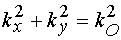 k_x^2 + k_y^2 = k_O^2